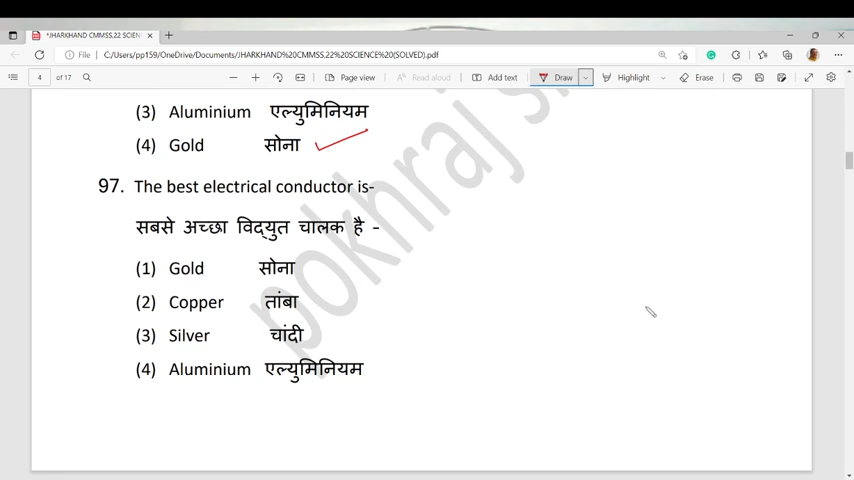 *JHARKHAND CMMSS,22 SCIEN
File C:/Users/pp159/OneDrive/Documents/JHARKHAND%20CMMSS,22%20SCIENCE%20(SOLVED).pdf
4 of 17 Page view Read aloud Add text Draw Highlight Erase
(3) Aluminium एल्युमिनियम
(4) Gold सोना
97. The best electrical conductor is-
सबसे अच्छा विद्युत चालक है -
(1) Gold सोना
(2) Copper तांबा
(3) Silver चांदी
(4) Aluminium एल्युमिनियम
pokhraj